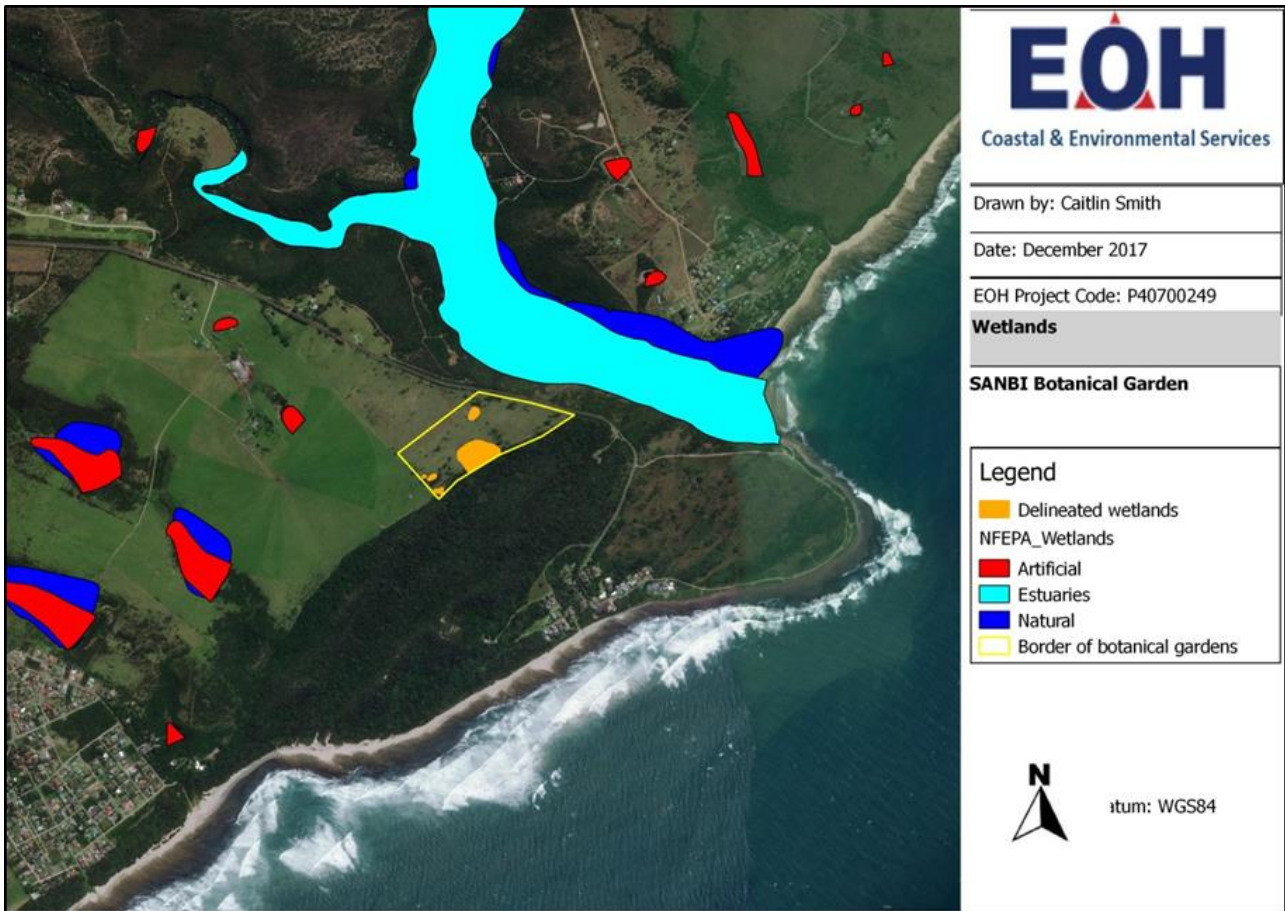 EOH
Coastal & Environmental Services
Drawn by: Caitlin Smith
Date: December 2017
EOH Project Code: P40700249
Wetlands
SANBI Botanical Garden
Legend
Delineated wetlands
NFEPA_Wetlands
Artificial
Estuaries
Natural
Border of botanical gardens
N
atum: WGS84